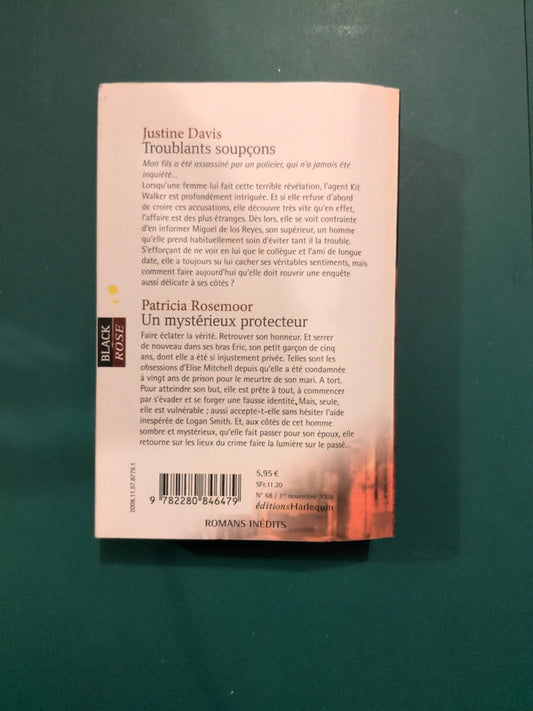 Justine Davis
Troublants soupçons
Mon fils a été assassiné par un policier, qui n'a jamais été
inquiété...
Lorsqu'une femme lui fait cette terrible révélation, l'agent Kit
Walker est profondément intriguée. Et si elle refuse d'abord
de croire ces accusations, elle découvre très vite qu'en effet,
l'affaire est des plus étranges. Dès lors, elle se voit contrainte
d'en informer Miguel de los Reyes, son supérieur, un homme
qu'elle prend habituellement soin d'éviter tant il la trouble.
S'efforçant de ne voir en lui que le collègue et l'ami de longue
date, elle a toujours su lui cacher ses véritables sentiments, mais
comment faire aujourd'hui qu'elle doit rouvrir une enquête
aussi délicate à ses côtés ?
Patricia Rosemoor
Un mystérieux protecteur
Faire éclater la vérité. Retrouver son honneur. Et serrer
de nouveau dans ses bras Eric, son petit garçon de cinq
ans, dont elle a été si injustement privée. Telles sont les
obsessions d'Elise Mitchell depuis qu'elle a été condamnée
à vingt ans de prison pour le meurtre de son mari. A tort.
Pour atteindre son but, elle est prête à tout, à commencer
par s'évader et se forger une fausse identité. Mais, seule,
elle est vulnérable ; aussi accepte-t-elle sans hésiter l'aide
inespérée de Logan Smith. Et, aux côtés de cet homme
sombre et mystérieux, qu'elle fait passer pour son époux, elle
retourne sur les lieux du crime faire la lumière sur le passé...
BLACK
ROSE
2008.11.57.8779.1
9 782280 846479
5,95 €
SFr.11.20
N° 68 / 1er novembre 2008
éditionsHarlequin
ROMANS INÉDITS